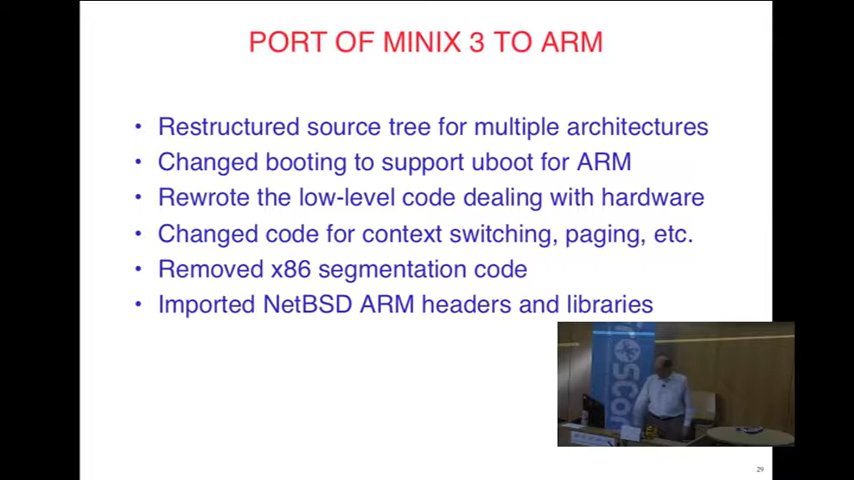 PORT OF MINIX 3 TO ARM
• Restructured source tree for multiple architectures
• Changed booting to support uboot for ARM
• Rewrote the low-level code dealing with hardware
• Changed code for context switching, paging, etc.
• Removed x86 segmentation code
• Imported NetBSD ARM headers and libraries
29